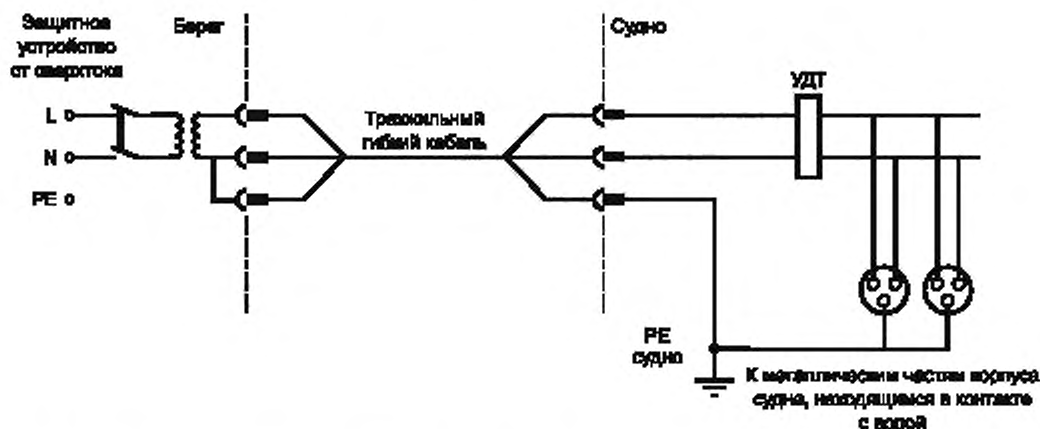 Защитное
устройство
от сверхтока
Берег
Судно
УДТ
L
N
PE
Трехжильный
гибкий кабель
PE
судно
К металлическим частям корпуса
судна, находящимся в контакте
с водой